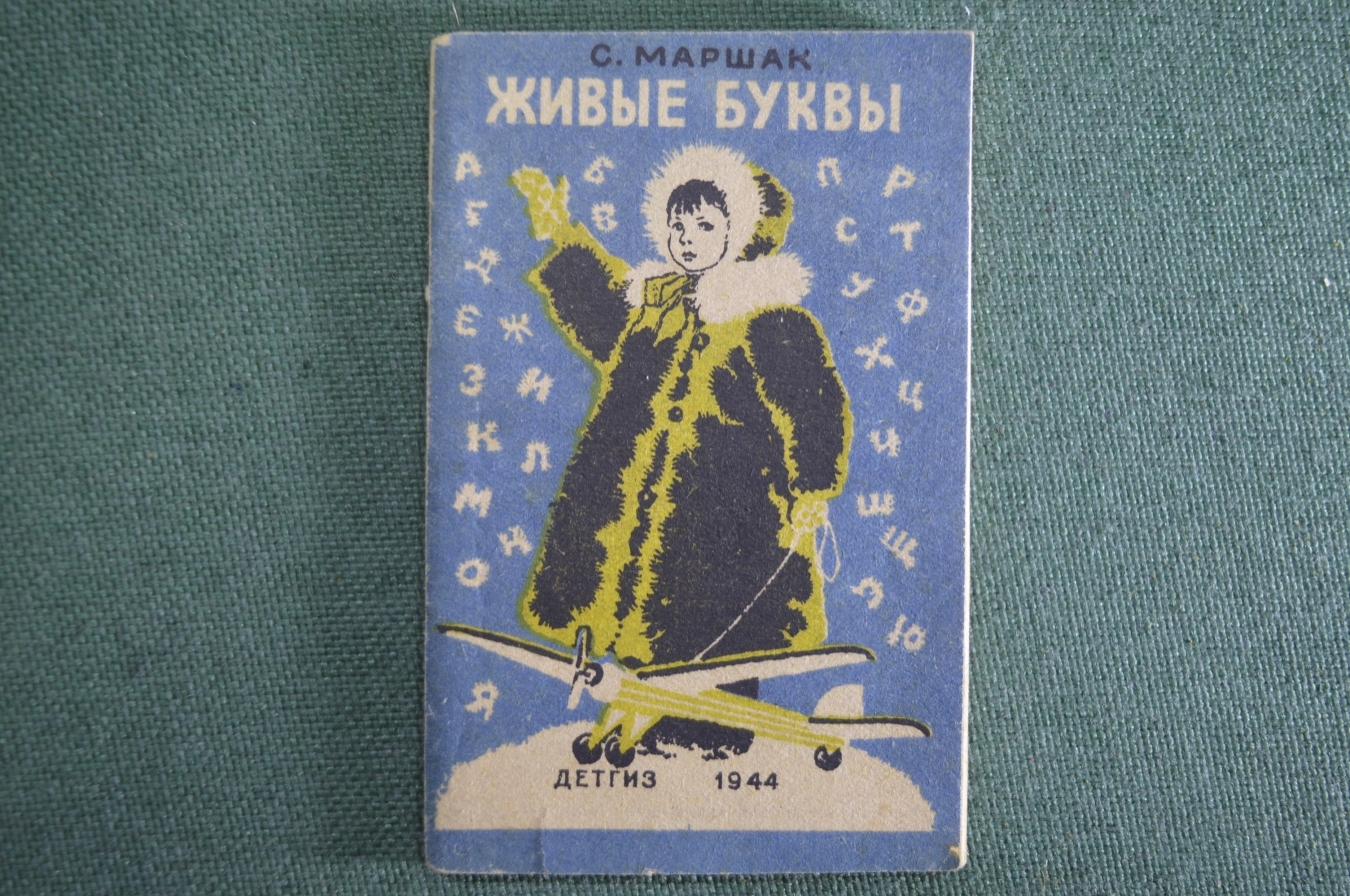 С. МАРШАК
ЖИВЫЕ БУКВЫ
А Б П Р
Г В С Т
Д У Ф
Е Ж Х Ц
З И Ч
К Л Ш
М Н Щ
О Э Ю
Я
ДЕТГИЗ 1944